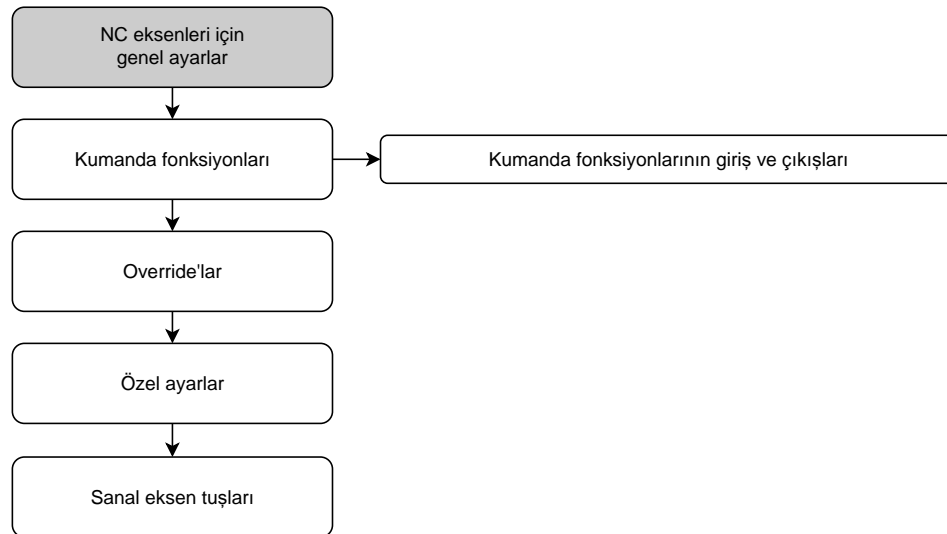 NC eksenleri için
genel ayarlar
Kumanda fonksiyonları
Kumanda fonksiyonlarının giriş ve çıkışları
Override'lar
Özel ayarlar
Sanal eksen tuşları